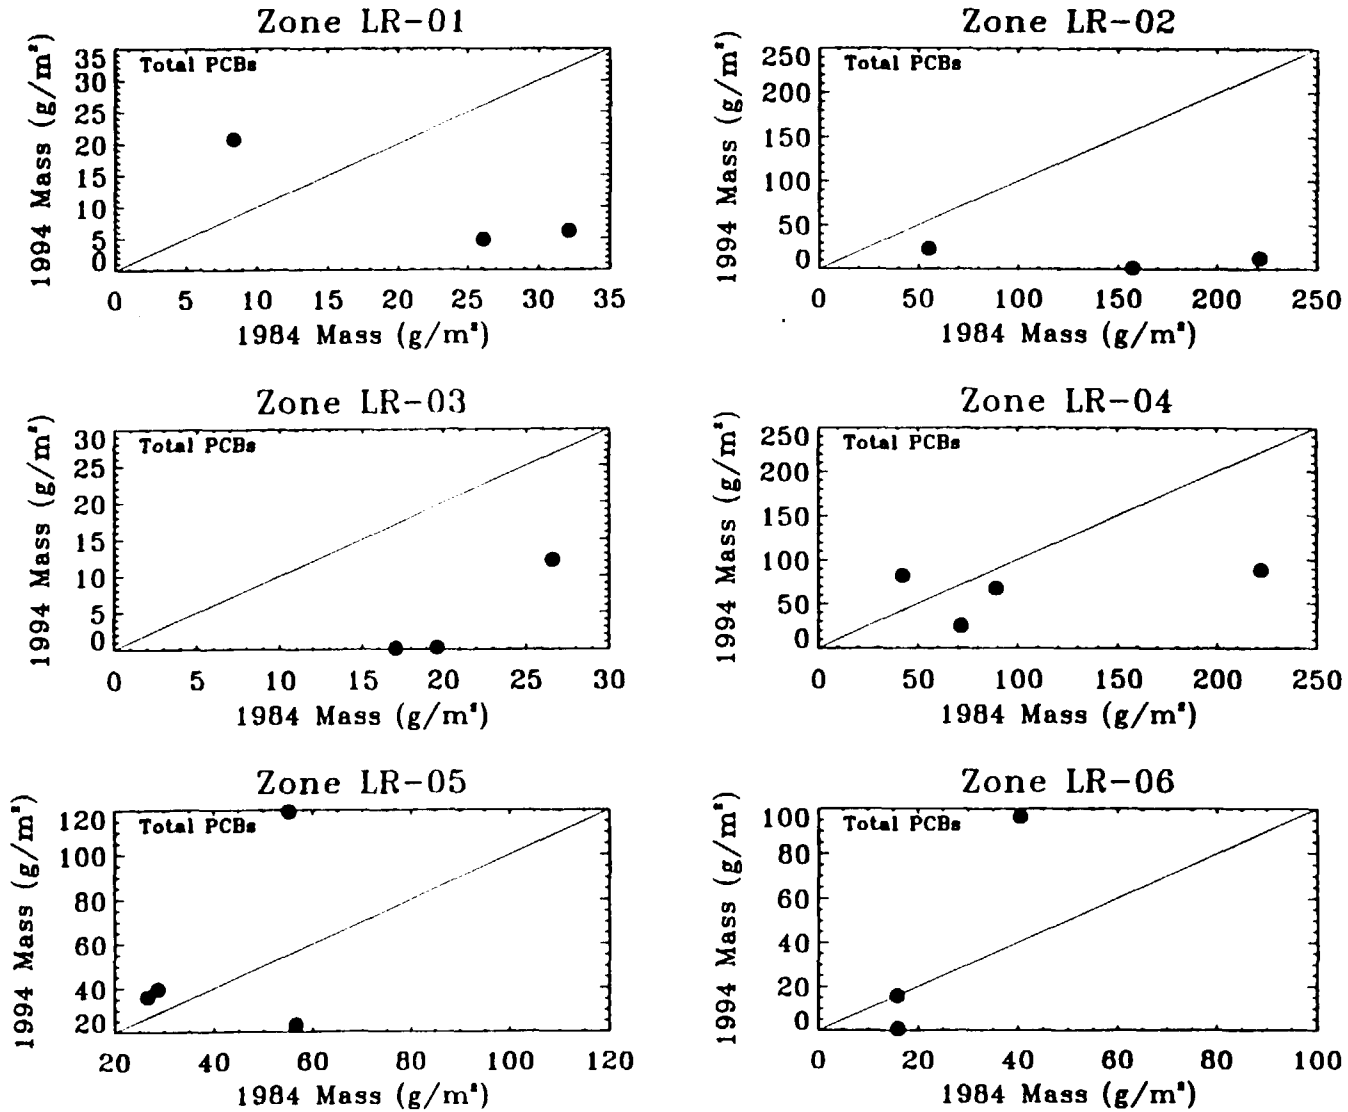 Zone LR-01
Total PCBs
1994 Mass (g/m²)
35
30
25
20
15
10
5
0
0 5 10 15 20 25 30 35
1984 Mass (g/m²)
Zone LR-02
Total PCBs
1994 Mass (g/m²)
250
200
150
100
50
0
0 50 100 150 200 250
1984 Mass (g/m²)
Zone LR-03
Total PCBs
1994 Mass (g/m²)
30
25
20
15
10
5
0
0 5 10 15 20 25 30
1984 Mass (g/m²)
Zone LR-04
Total PCBs
1994 Mass (g/m²)
250
200
150
100
50
0
0 50 100 150 200 250
1984 Mass (g/m²)
Zone LR-05
Total PCBs
1994 Mass (g/m²)
120
100
80
60
40
20
20 40 60 80 100 120
1984 Mass (g/m²)
Zone LR-06
Total PCBs
1994 Mass (g/m²)
100
80
60
40
20
0
0 20 40 60 80 100
1984 Mass (g/m²)